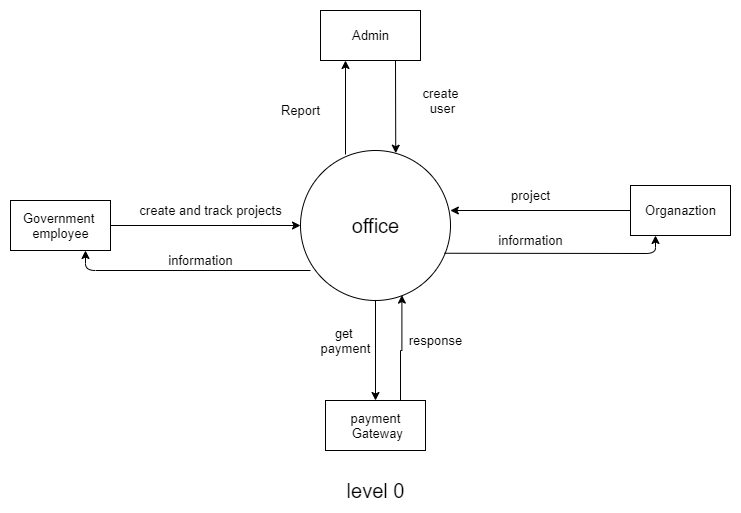 Admin
Report
create
user
Government
employee
create and track projects
information
office
project
information
Organaztion
get
payment
response
payment
Gateway
level 0